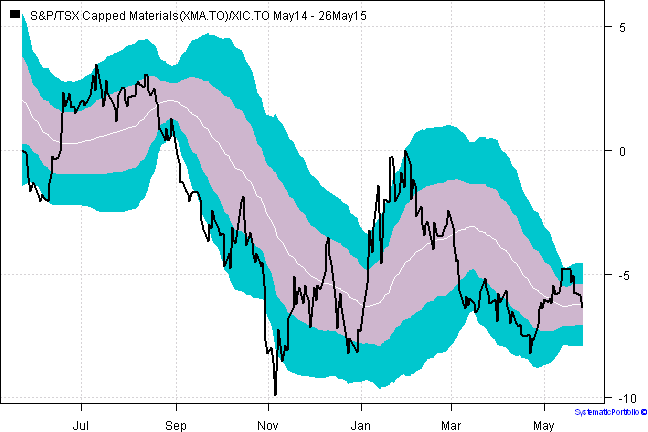 S&P/TSX Capped Materials(XMA.TO)/XIC.TO May14 - 26May15
5
0
-5
-10
Jul Sep Nov Jan Mar May
SystematicPortfolio ©